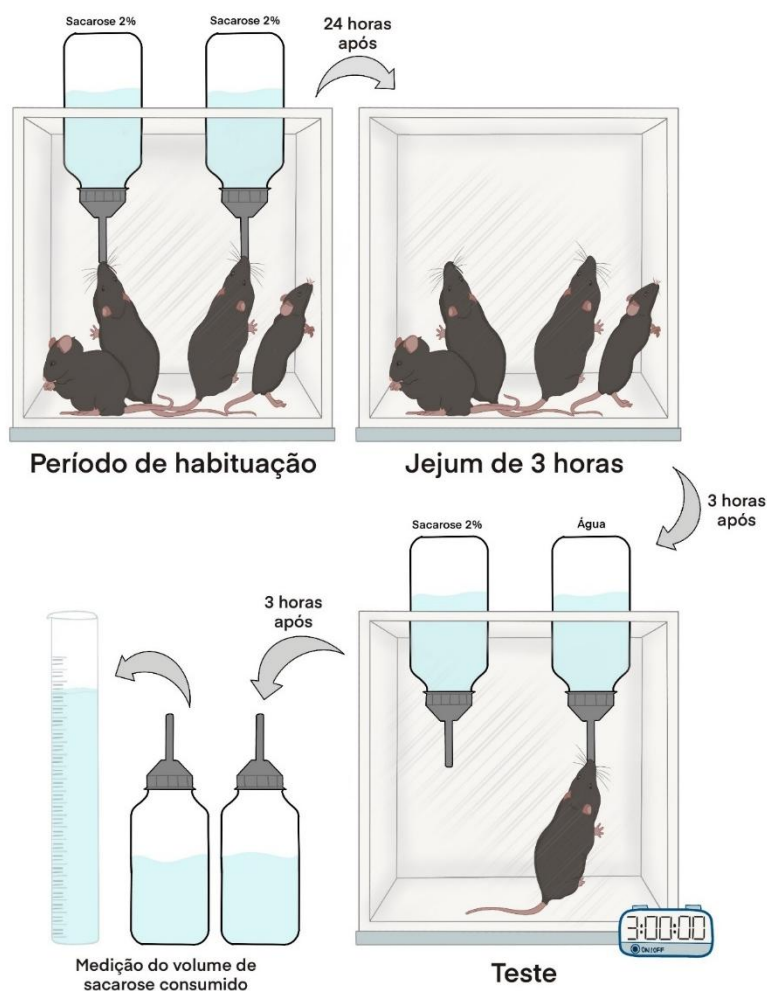 Sacarose 2%
Sacarose 2%
24 horas
após
Período de habituação
Jejum de 3 horas
3 horas
após
Sacarose 2%
Água
3:00:00
ON/OFF
Teste
3 horas
após
Medição do volume de
sacarose consumido